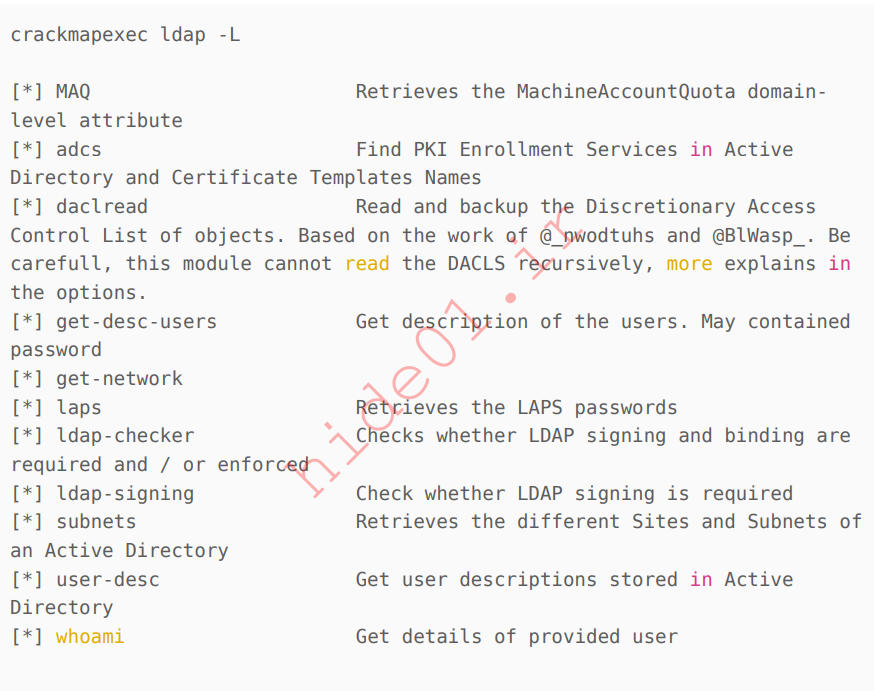 crackmapexec ldap -L
[*] MAQ Retrieves the MachineAccountQuota domain-
level attribute
[*] adcs Find PKI Enrollment Services in Active
Directory and Certificate Templates Names
[*] daclread Read and backup the Discretionary Access
Control List of objects. Based on the work of @_nwodtuhs and @BlWasp_. Be
carefull, this module cannot read the DACLS recursively, more explains in
the options.
[*] get-desc-users Get description of the users. May contained
password
[*] get-network
[*] laps Retrieves the LAPS passwords
[*] ldap-checker Checks whether LDAP signing and binding are
required and / or enforced
[*] ldap-signing Check whether LDAP signing is required
[*] subnets Retrieves the different Sites and Subnets of
an Active Directory
[*] user-desc Get user descriptions stored in Active
Directory
[*] whoami Get details of provided user
hide01.ir